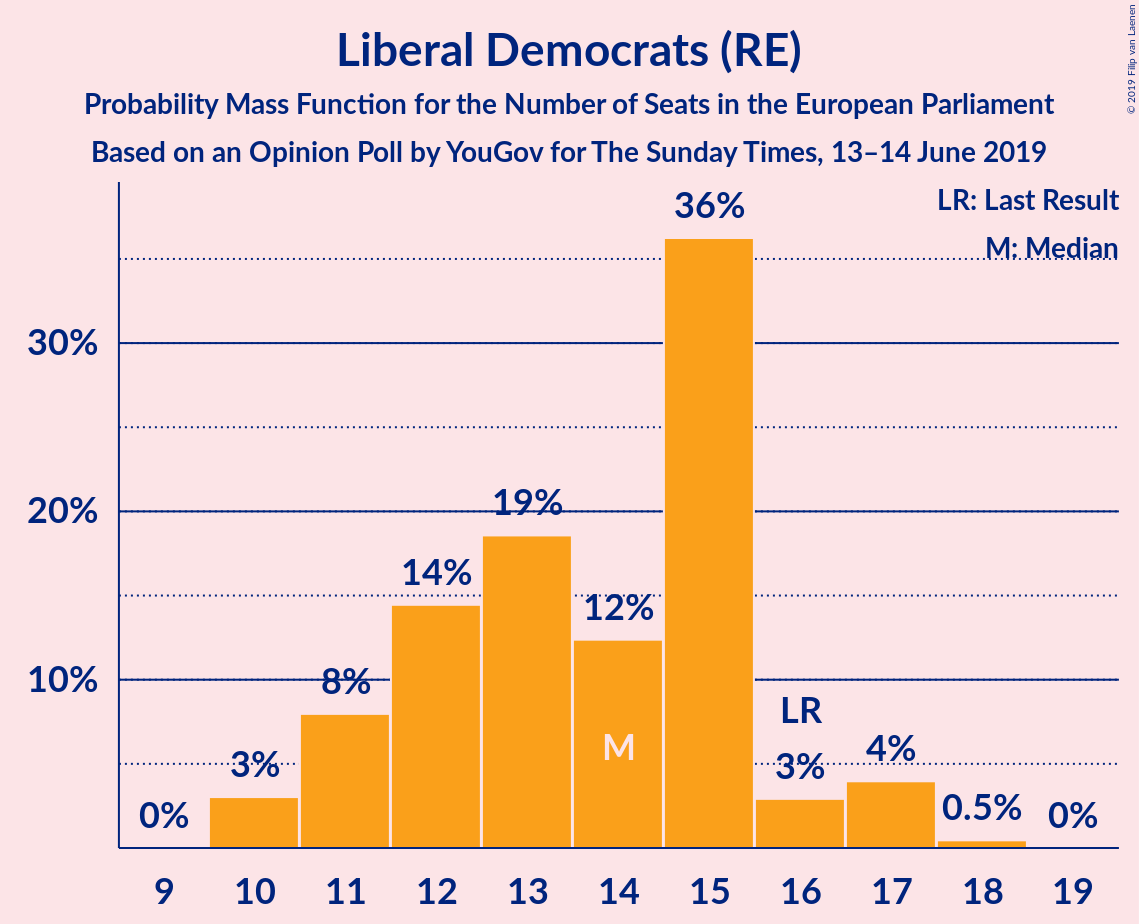 Liberal Democrats (RE)
Probability Mass Function for the Number of Seats in the European Parliament
Based on an Opinion Poll by YouGov for The Sunday Times, 13–14 June 2019
© 2019 Filip van Laenen
LR: Last Result
M: Median
36%
30%
20%
19%
14%
12%
10%
8%
LR
M
4%
3%
3%
0.5%
0%
0%
9 10 11 12 13 14 15 16 17 18 19